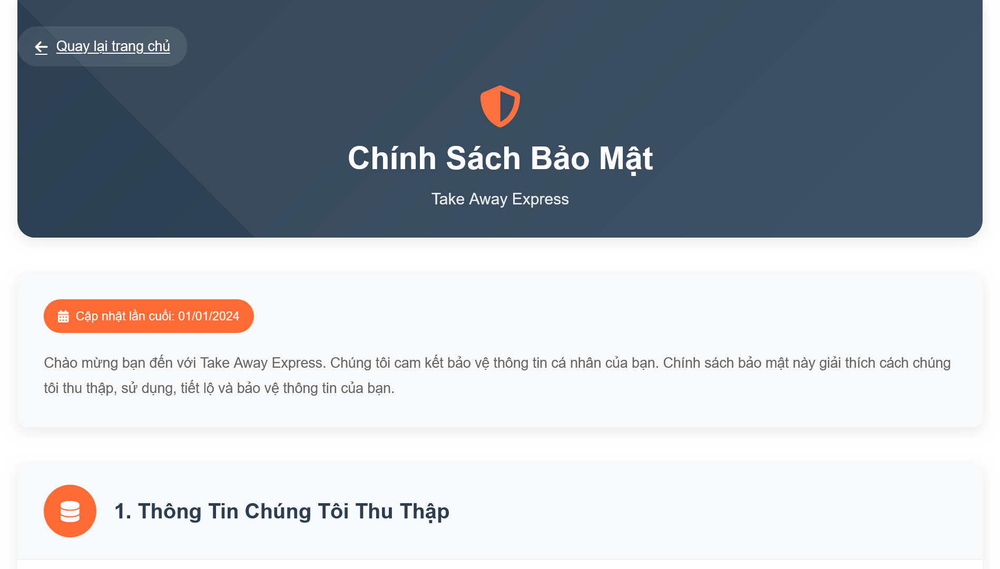 Quay lại trang chủ
Chính Sách Bảo Mật
Take Away Express
Cập nhật lần cuối: 01/01/2024
Chào mừng bạn đến với Take Away Express. Chúng tôi cam kết bảo vệ thông tin cá nhân của bạn. Chính sách bảo mật này giải thích cách chúng
tôi thu thập, sử dụng, tiết lộ và bảo vệ thông tin của bạn.
1. Thông Tin Chúng Tôi Thu Thập